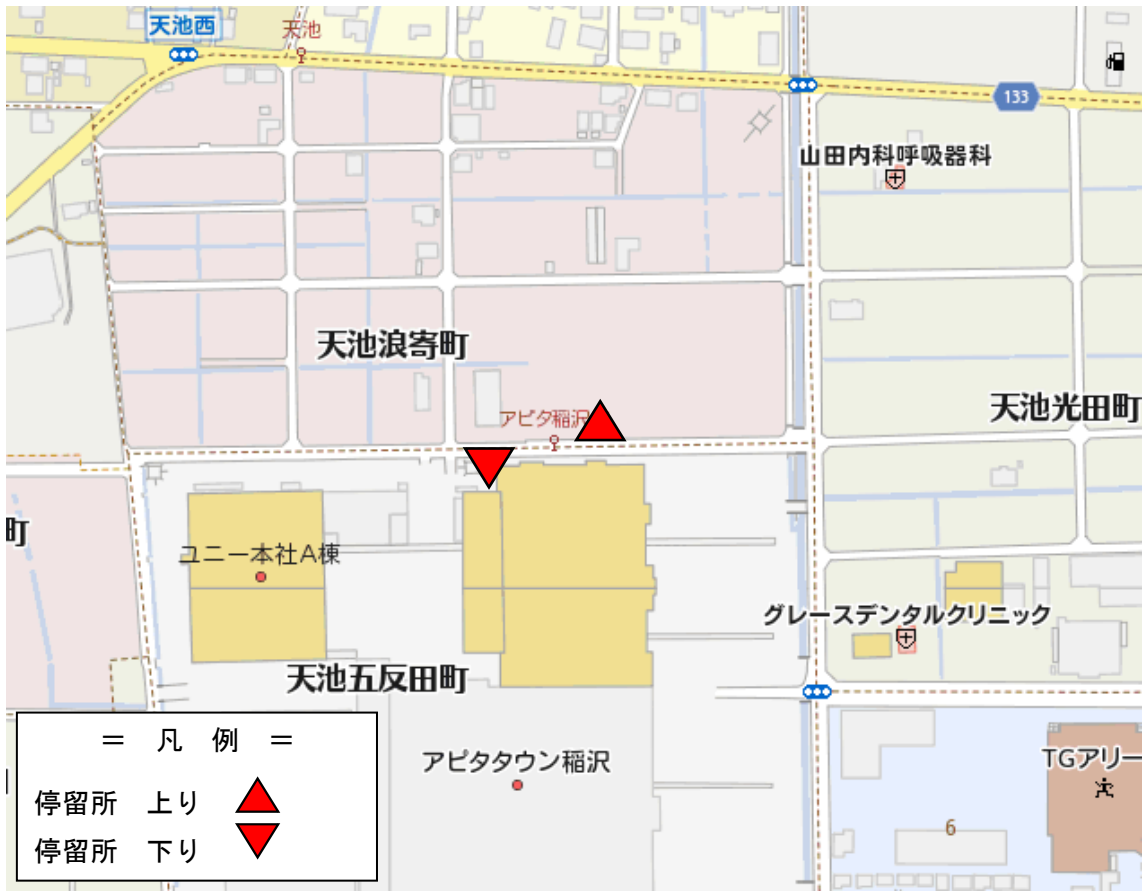 天池西
天池
133
山田内科呼吸器科
天池浪寄町
アピタ稲沢
天池光田町
町
ユニー本社A棟
グレースデンタルクリニック
天池五反田町
アピタタウン稲沢
TGアリー
6
＝ 凡 例 ＝
停留所 上り
停留所 下り